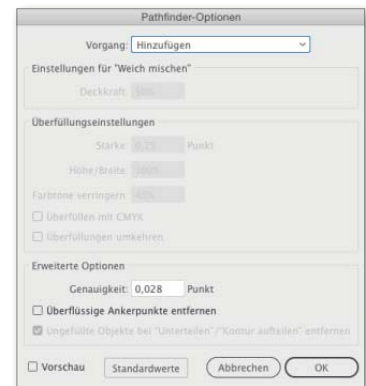 Pathfinder-Optionen
Vorgang: Hinzufügen
Einstellungen für "Weich mischen"
Deckkraft: 50%
Überfüllungseinstellungen
Stärke: 0,25 Punkt
Höhe/Breite: 100%
Farbtöne verringern: 40%
Überfüllen mit CMYK
Überfüllungen umkehren
Erweiterte Optionen
Genauigkeit: 0,028 Punkt
Überflüssige Ankerpunkte entfernen
Ungefüllte Objekte bei "Unterteilen"/"Kontur aufteilen" entfernen
Vorschau Standardwerte Abbrechen OK